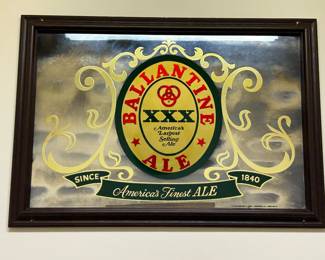 BALLANTINE
XXX
America's
Largest
Selling
Ale
ALE
SINCE 1840
America's Finest ALE